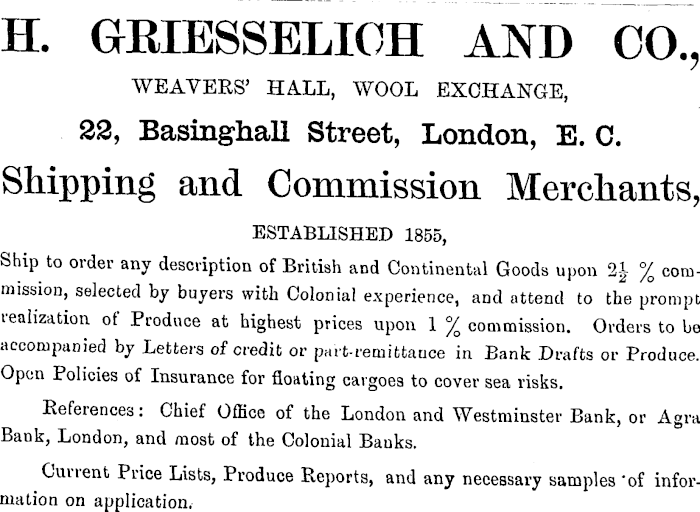 H. GRIESSELICH AND CO.,
WEAVERS' HALL, WOOL EXCHANGE,
22, Basinghall Street, London, E. C.
Shipping and Commission Merchants,
ESTABLISHED 1855,
Ship to order any description of British and Continental Goods upon 2½ % com-
mission, selected by buyers with Colonial experience, and attend to the prompt
realization of Produce at highest prices upon 1 % commission. Orders to be
accompanied by Letters of credit or part-remittance in Bank Drafts or Produce.
Open Policies of Insurance for floating cargoes to cover sea risks.
References: Chief Office of the London and Westminster Bank, or Agra
Bank, London, and most of the Colonial Banks.
Current Price Lists, Produce Reports, and any necessary samples of infor-
mation on application.